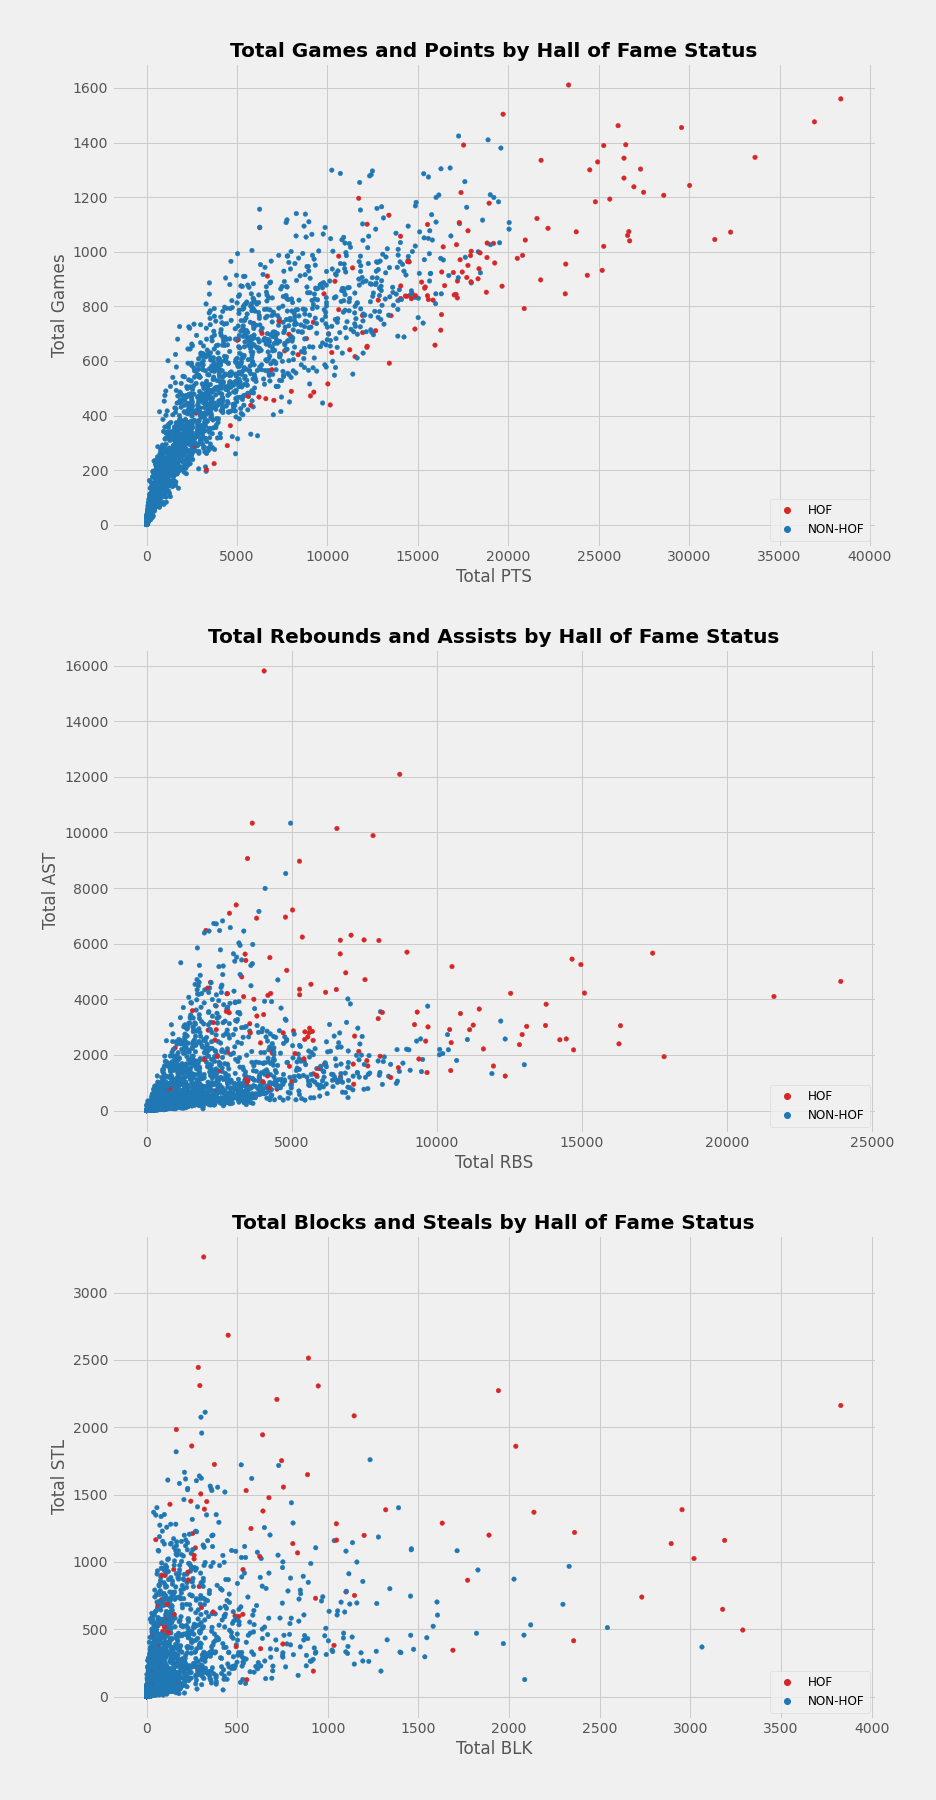 Total Games and Points by Hall of Fame Status
Total Games
1600
1400
1200
1000
800
600
400
200
0
0 5000 10000 15000 20000 25000 30000 35000 40000
Total PTS
HOF
NON-HOF
Total Rebounds and Assists by Hall of Fame Status
Total AST
16000
14000
12000
10000
8000
6000
4000
2000
0
0 5000 10000 15000 20000 25000
Total RBS
HOF
NON-HOF
Total Blocks and Steals by Hall of Fame Status
Total STL
3000
2500
2000
1500
1000
500
0
0 500 1000 1500 2000 2500 3000 3500 4000
Total BLK
HOF
NON-HOF